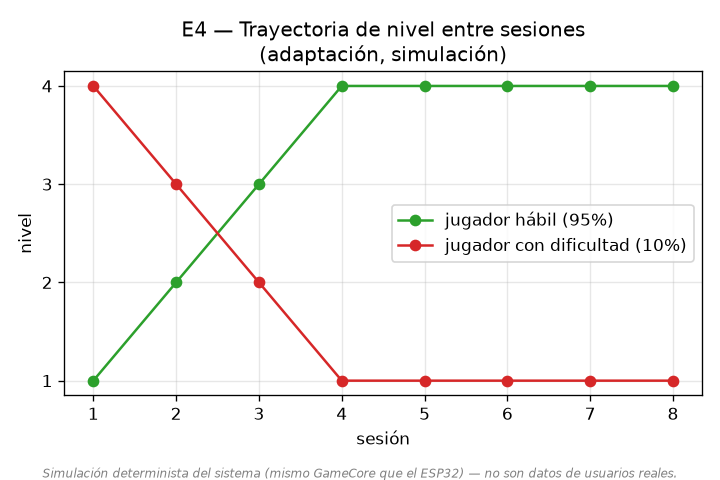 E4 — Trayectoria de nivel entre sesiones
(adaptación, simulación)
nivel
4
3
2
1
jugador hábil (95%)
jugador con dificultad (10%)
1 2 3 4 5 6 7 8
sesión
Simulación determinista del sistema (mismo GameCore que el ESP32) — no son datos de usuarios reales.